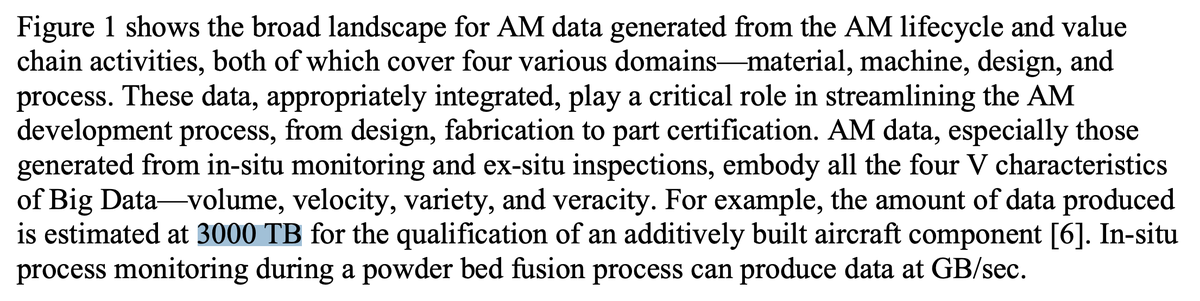 Figure 1 shows the broad landscape for AM data generated from the AM lifecycle and value
chain activities, both of which cover four various domains—material, machine, design, and
process. These data, appropriately integrated, play a critical role in streamlining the AM
development process, from design, fabrication to part certification. AM data, especially those
generated from in-situ monitoring and ex-situ inspections, embody all the four V characteristics
of Big Data—volume, velocity, variety, and veracity. For example, the amount of data produced
is estimated at 3000 TB for the qualification of an additively built aircraft component [6]. In-situ
process monitoring during a powder bed fusion process can produce data at GB/sec.